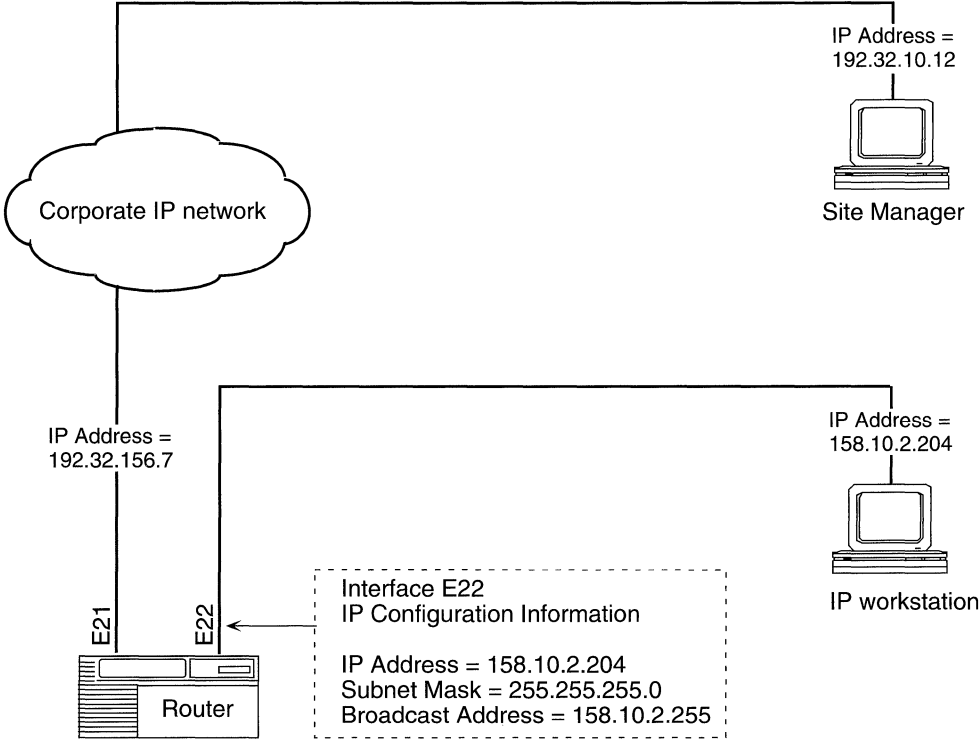 IP Address =
192.32.10.12
Site Manager
Corporate IP network
IP Address =
192.32.156.7
IP Address =
158.10.2.204
IP workstation
E21
E22
Interface E22
IP Configuration Information
IP Address = 158.10.2.204
Subnet Mask = 255.255.255.0
Broadcast Address = 158.10.2.255
Router